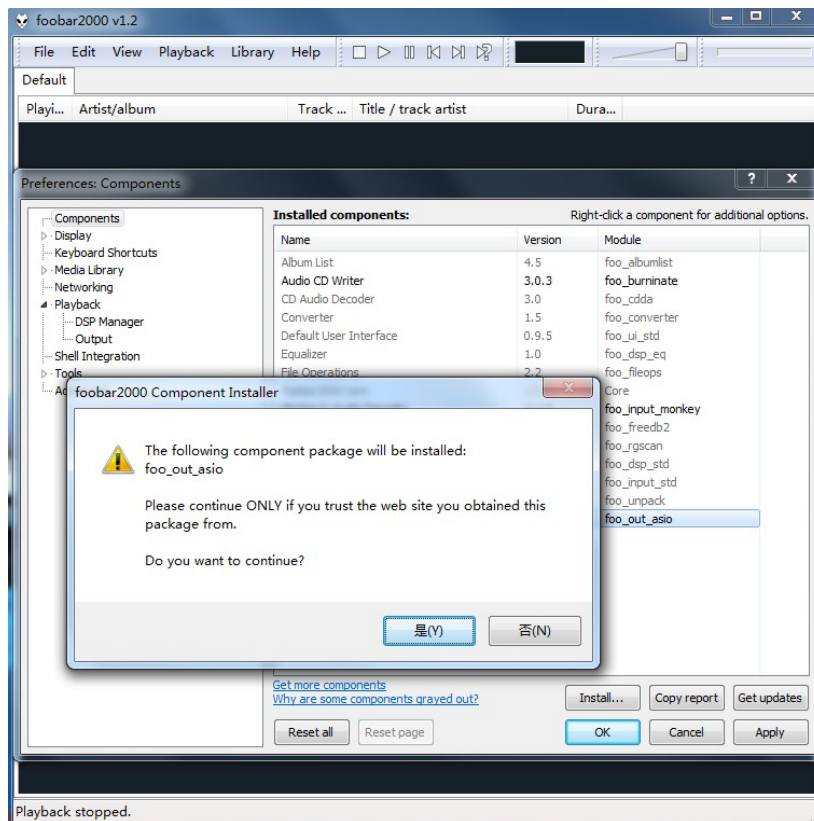 foobar2000 v1.2
File Edit View Playback Library Help
Default
Playi... Artist/album Track ... Title / track artist Dura...
Preferences: Components
Components
Display
Keyboard Shortcuts
Media Library
Networking
Playback
DSP Manager
Output
Shell Integration
Tools
Installed components: Right-click a component for additional options.
Name Version Module
Album List 4.5 foo_albumlist
Audio CD Writer 3.0.3 foo_burninate
CD Audio Decoder 3.0 foo_cdda
Converter 1.5 foo_converter
Default User Interface 0.9.5 foo_ui_std
Equalizer 1.0 foo_dsp_eq
File Operations 2.2 foo_fileops
Core
foo_input_monkey
foo_freedb2
foo_rgscan
foo_dsp_std
foo_input_std
foo_unpack
foo_out_asio
foobar2000 Component Installer
The following component package will be installed:
foo_out_asio
Please continue ONLY if you trust the web site you obtained this
package from.
Do you want to continue?
是(Y) 否(N)
Get more components
Why are some components grayed out?
Install... Copy report Get updates
Reset all Reset page OK Cancel Apply
Playback stopped.